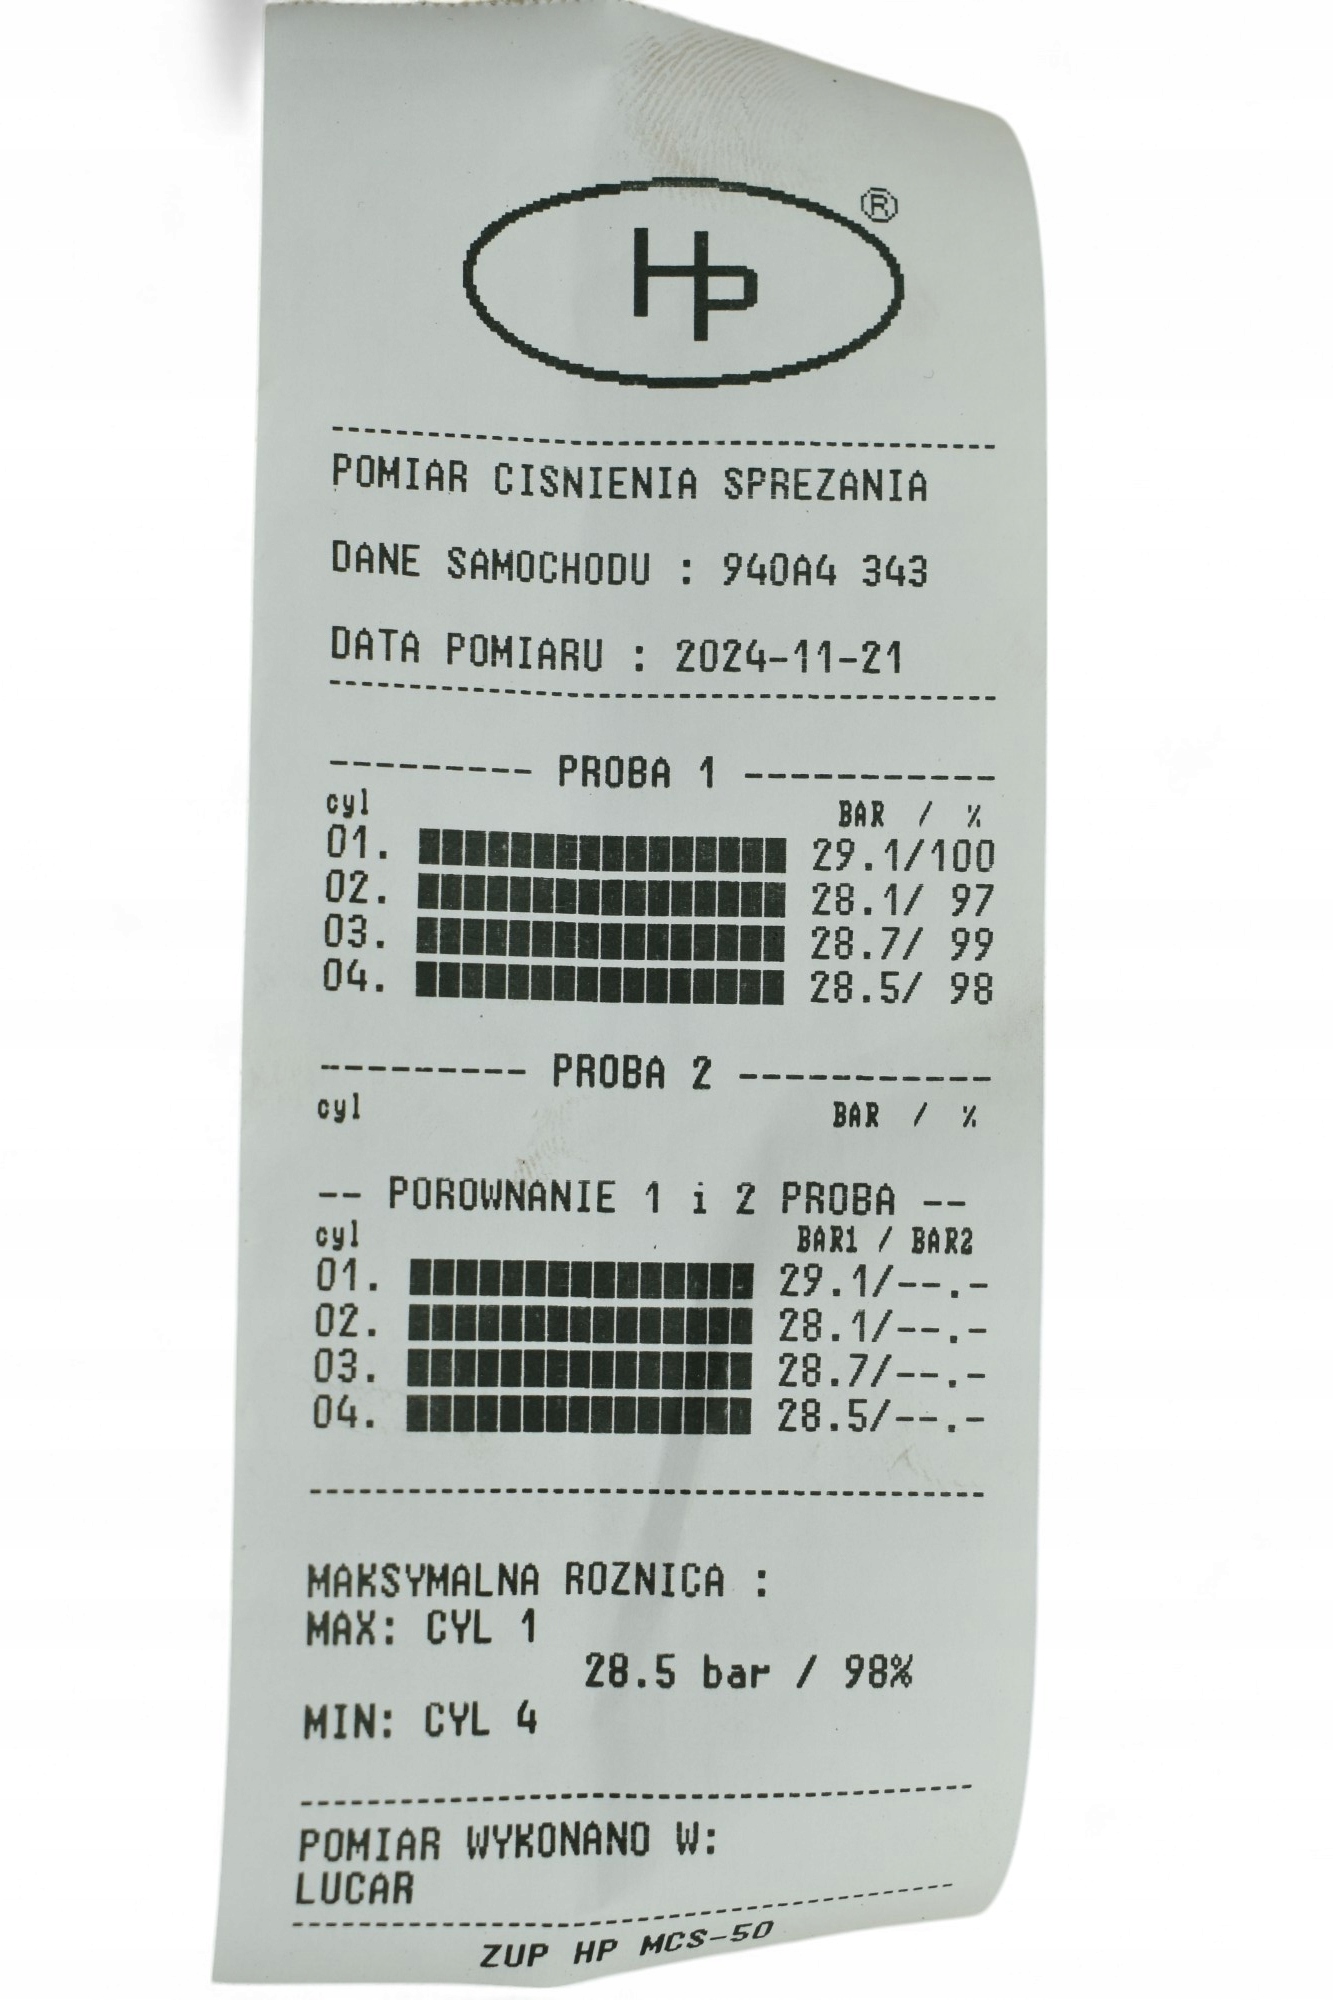 HP ®
POMIAR CISNIENIA SPREZANIA
DANE SAMOCHODU : 940A4 343
DATA POMIARU : 2024-11-21
--------- PROBA 1 -----------
cyl BAR / %
01. 29.1/100
02. 28.1/ 97
03. 28.7/ 99
04. 28.5/ 98
--------- PROBA 2 -----------
cyl BAR / %
-- POROWNANIE 1 i 2 PROBA --
cyl BAR1 / BAR2
01. 29.1/--.-
02. 28.1/--.-
03. 28.7/--.-
04. 28.5/--.-
MAKSYMALNA ROZNICA :
MAX: CYL 1
28.5 bar / 98%
MIN: CYL 4
POMIAR WYKONANO W:
LUCAR
ZUP HP MCS-50